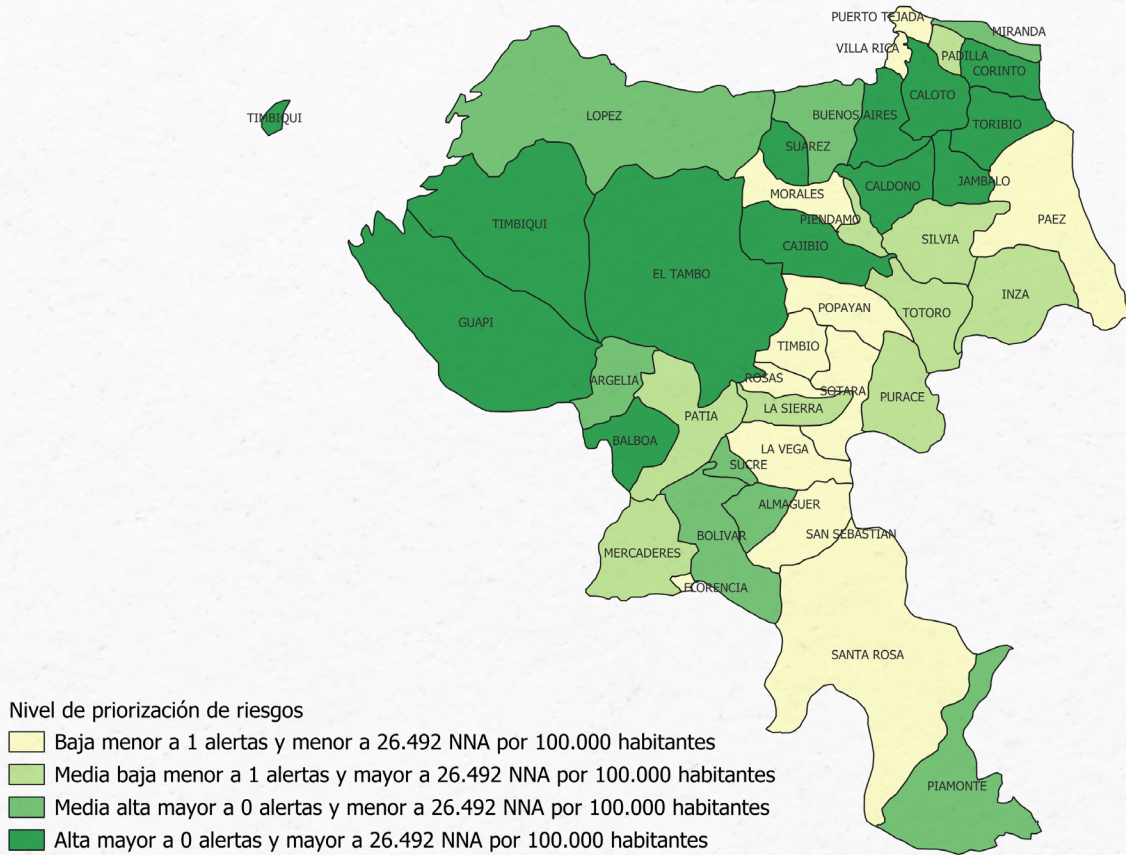 PUERTO TEJADA
MIRANDA
VILLA RICA
PADILLA
CORINTO
CALOTO
TIMBIQUI
LOPEZ
BUENOS AIRES
TORIBIO
SUAREZ
CALDONO
JAMBALO
MORALES
PIENDAMO
PAEZ
TIMBIQUI
SILVIA
CAJIBIO
EL TAMBO
INZA
POPAYAN
TOTORO
GUAPI
TIMBIO
ARGELIA
ROSAS
SOTARA
PURACE
LA SIERRA
PATIA
BALBOA
LA VEGA
SUCRE
ALMAGUER
BOLIVAR
SAN SEBASTIAN
MERCADERES
FLORENCIA
SANTA ROSA
PIAMONTE
Nivel de priorización de riesgos
Baja menor a 1 alertas y menor a 26.492 NNA por 100.000 habitantes
Media baja menor a 1 alertas y mayor a 26.492 NNA por 100.000 habitantes
Media alta mayor a 0 alertas y menor a 26.492 NNA por 100.000 habitantes
Alta mayor a 0 alertas y mayor a 26.492 NNA por 100.000 habitantes